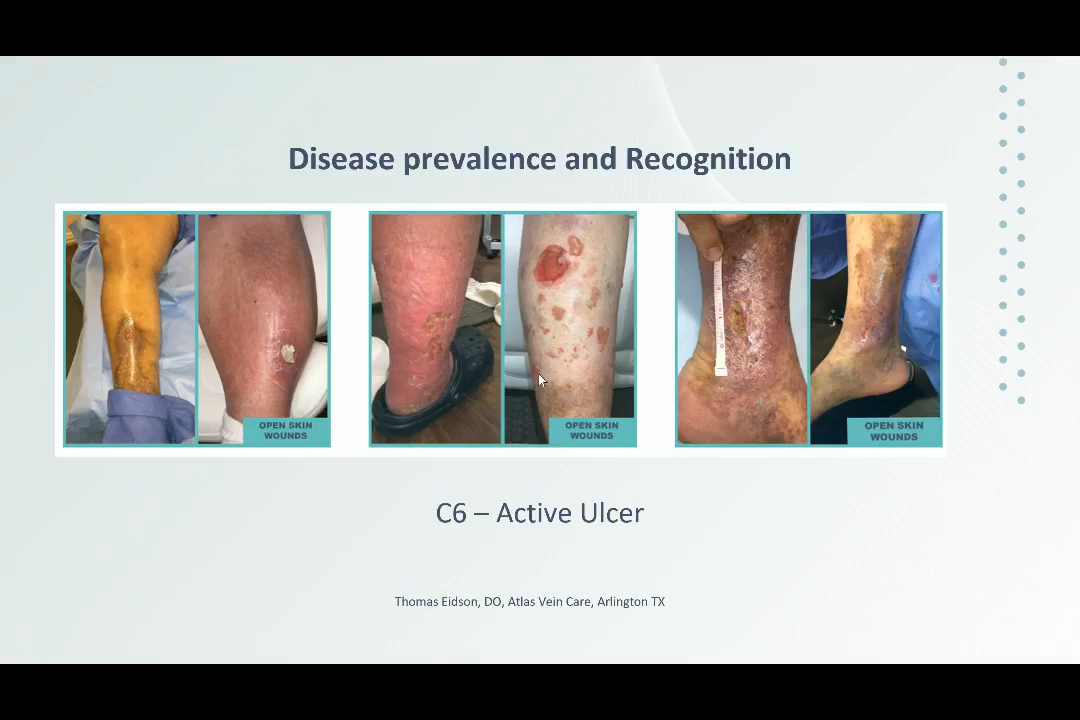 Disease prevalence and Recognition
OPEN SKIN
WOUNDS
OPEN SKIN
WOUNDS
OPEN SKIN
WOUNDS
C6 – Active Ulcer
Thomas Eidson, DO, Atlas Vein Care, Arlington TX